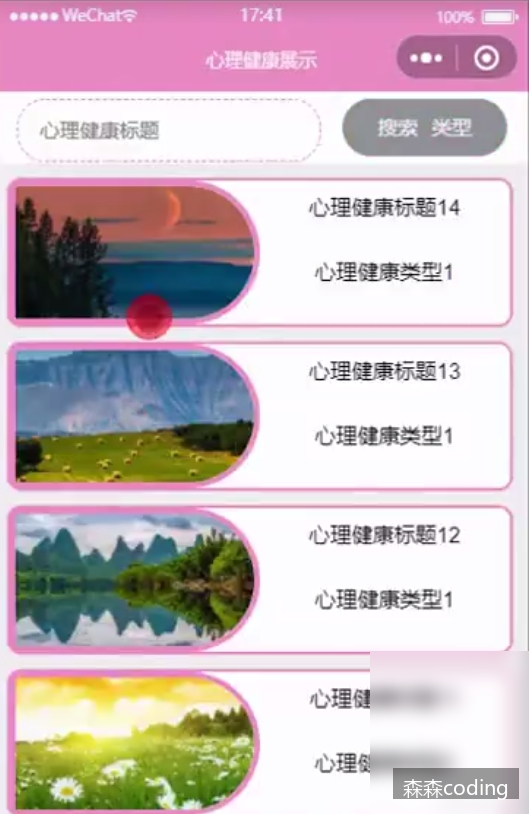 WeChat 17:41 100%
心理健康展示
心理健康标题 搜索 类型
心理健康标题14
心理健康类型1
心理健康标题13
心理健康类型1
心理健康标题12
心理健康类型1
心理
心理
森森coding